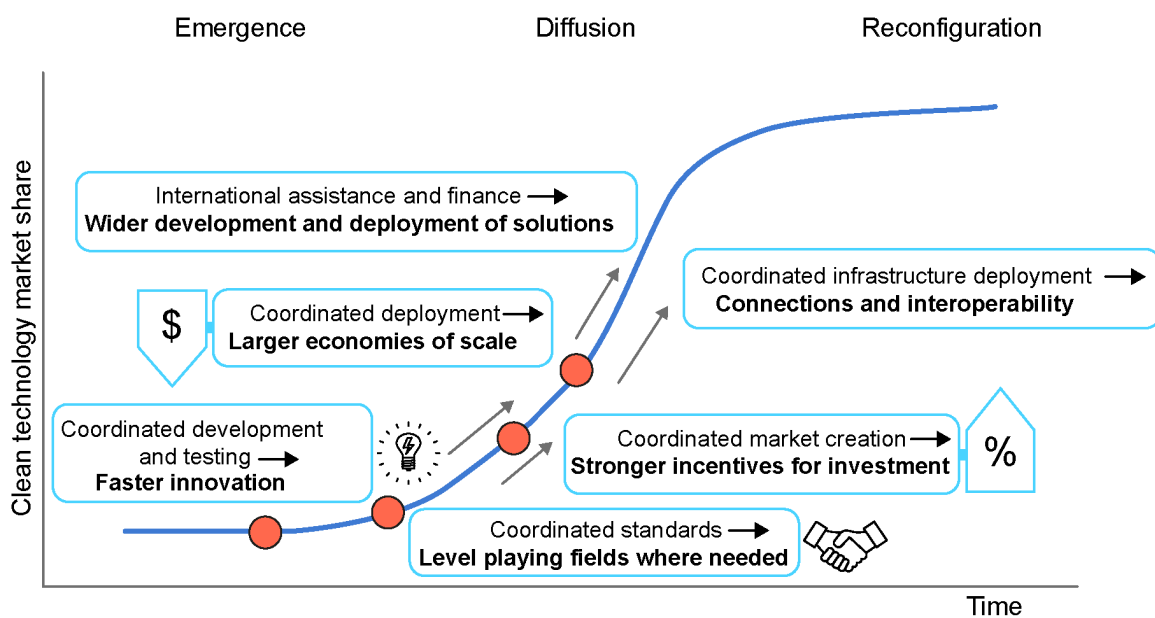 Emergence
Diffusion
Reconfiguration
Clean technology market share
International assistance and finance →
Wider development and deployment of solutions
Coordinated infrastructure deployment →
Connections and interoperability
$
Coordinated deployment →
Larger economies of scale
Coordinated development
and testing →
Faster innovation
Coordinated market creation →
Stronger incentives for investment
%
Coordinated standards →
Level playing fields where needed
Time